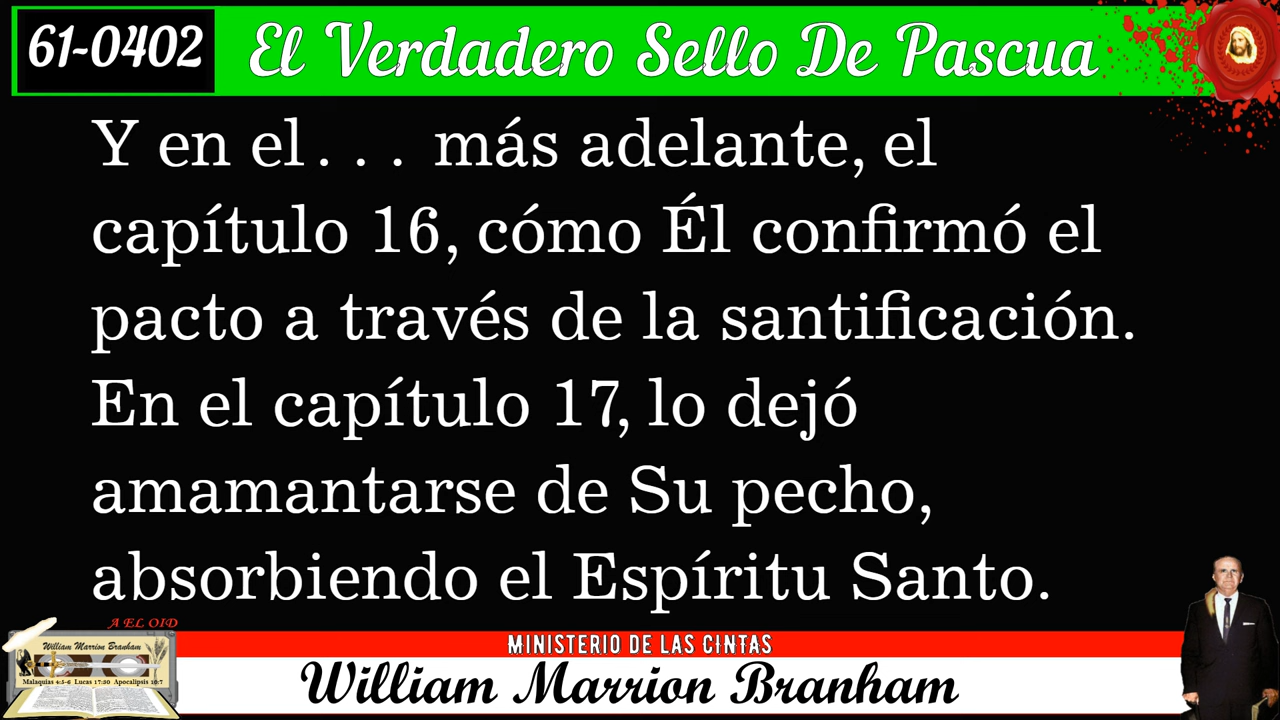 61-0402
El Verdadero Sello De Pascua
Y en el . . . más adelante, el
capítulo 16, cómo Él confirmó el
pacto a través de la santificación.
En el capítulo 17, lo dejó
amamantarse de Su pecho,
absorbiendo el Espíritu Santo.
A EL OID
William Marrion Branham
Malaquias 4:5-6 Lucas 17:30 Apocalipsis 10:7
MINISTERIO DE LAS CINTAS
William Marrion Branham